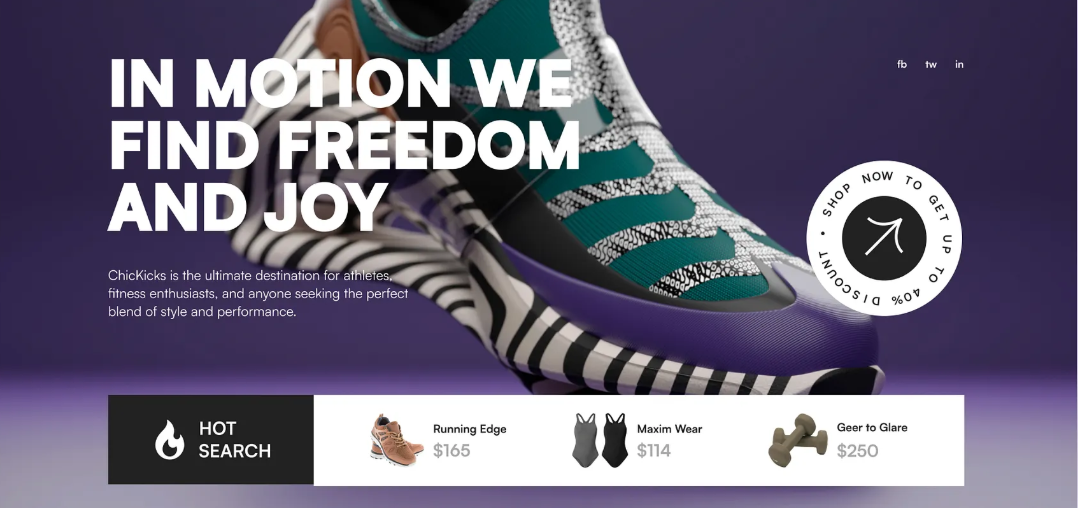 IN MOTION WE
FIND FREEDOM
AND JOY
fb tw in
SHOP NOW TO GET UP TO 40% DISCOUNT •
ChicKicks is the ultimate destination for athletes,
fitness enthusiasts, and anyone seeking the perfect
blend of style and performance.
HOT
SEARCH
Running Edge
$165
Maxim Wear
$114
Geer to Glare
$250